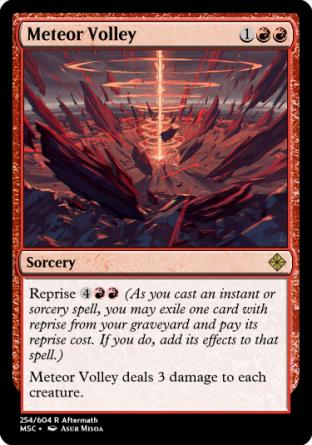 Meteor Volley 1
Sorcery
Reprise 4 (As you cast an instant or
sorcery spell, you may exile one card with
reprise from your graveyard and pay its
reprise cost. If you do, add its effects to that
spell.)
Meteor Volley deals 3 damage to each
creature.
254/604 R Aftermath
MSC • Asur Misoa